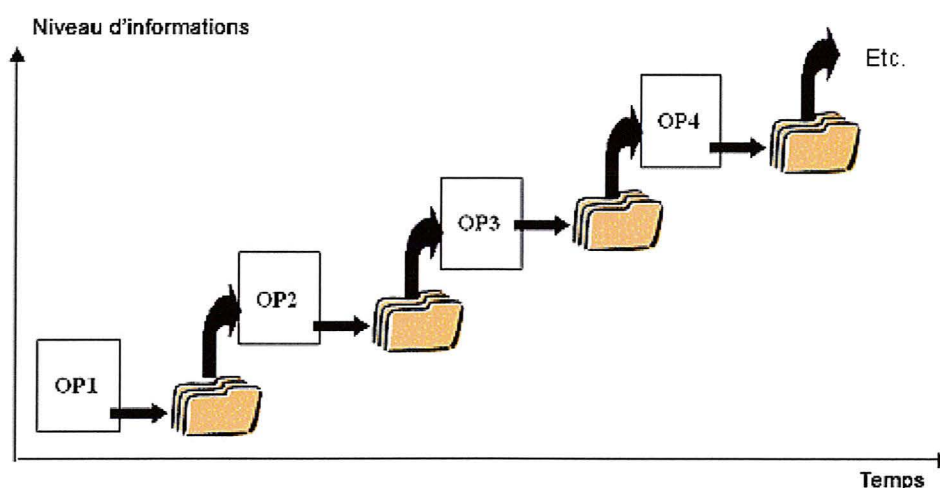 Niveau d'informations
Etc.
OP4
OP3
OP2
OP1
Temps